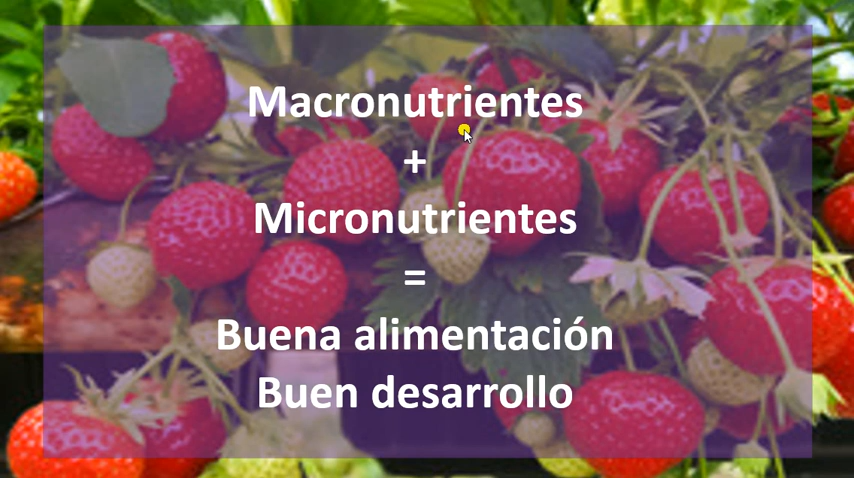 Macronutrientes
+
Micronutrientes
=
Buena alimentación
Buen desarrollo